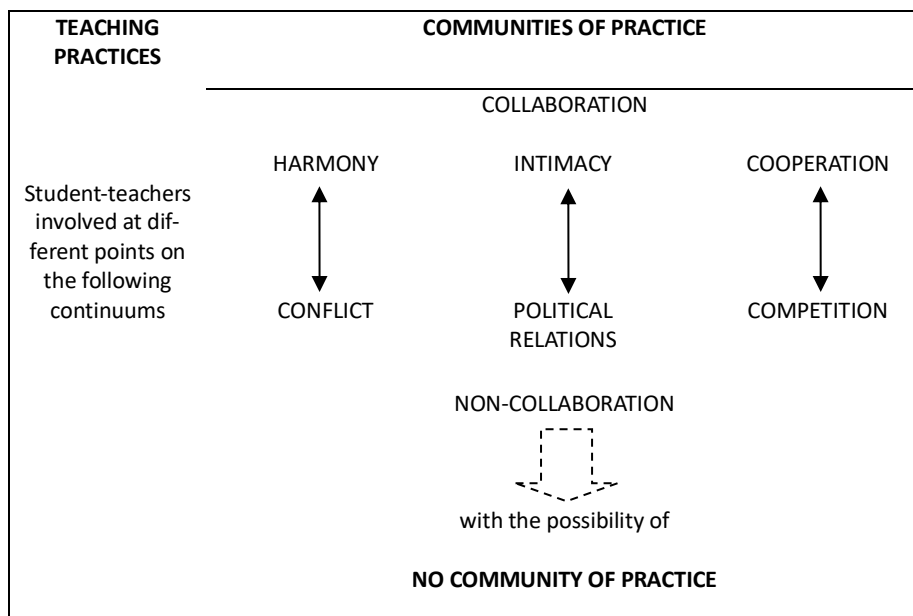 TEACHING
PRACTICES
COMMUNITIES OF PRACTICE
COLLABORATION
Student-teachers
involved at dif-
ferent points on
the following
continuums
HARMONY
INTIMACY
COOPERATION
CONFLICT
POLITICAL
RELATIONS
COMPETITION
NON-COLLABORATION
with the possibility of
NO COMMUNITY OF PRACTICE